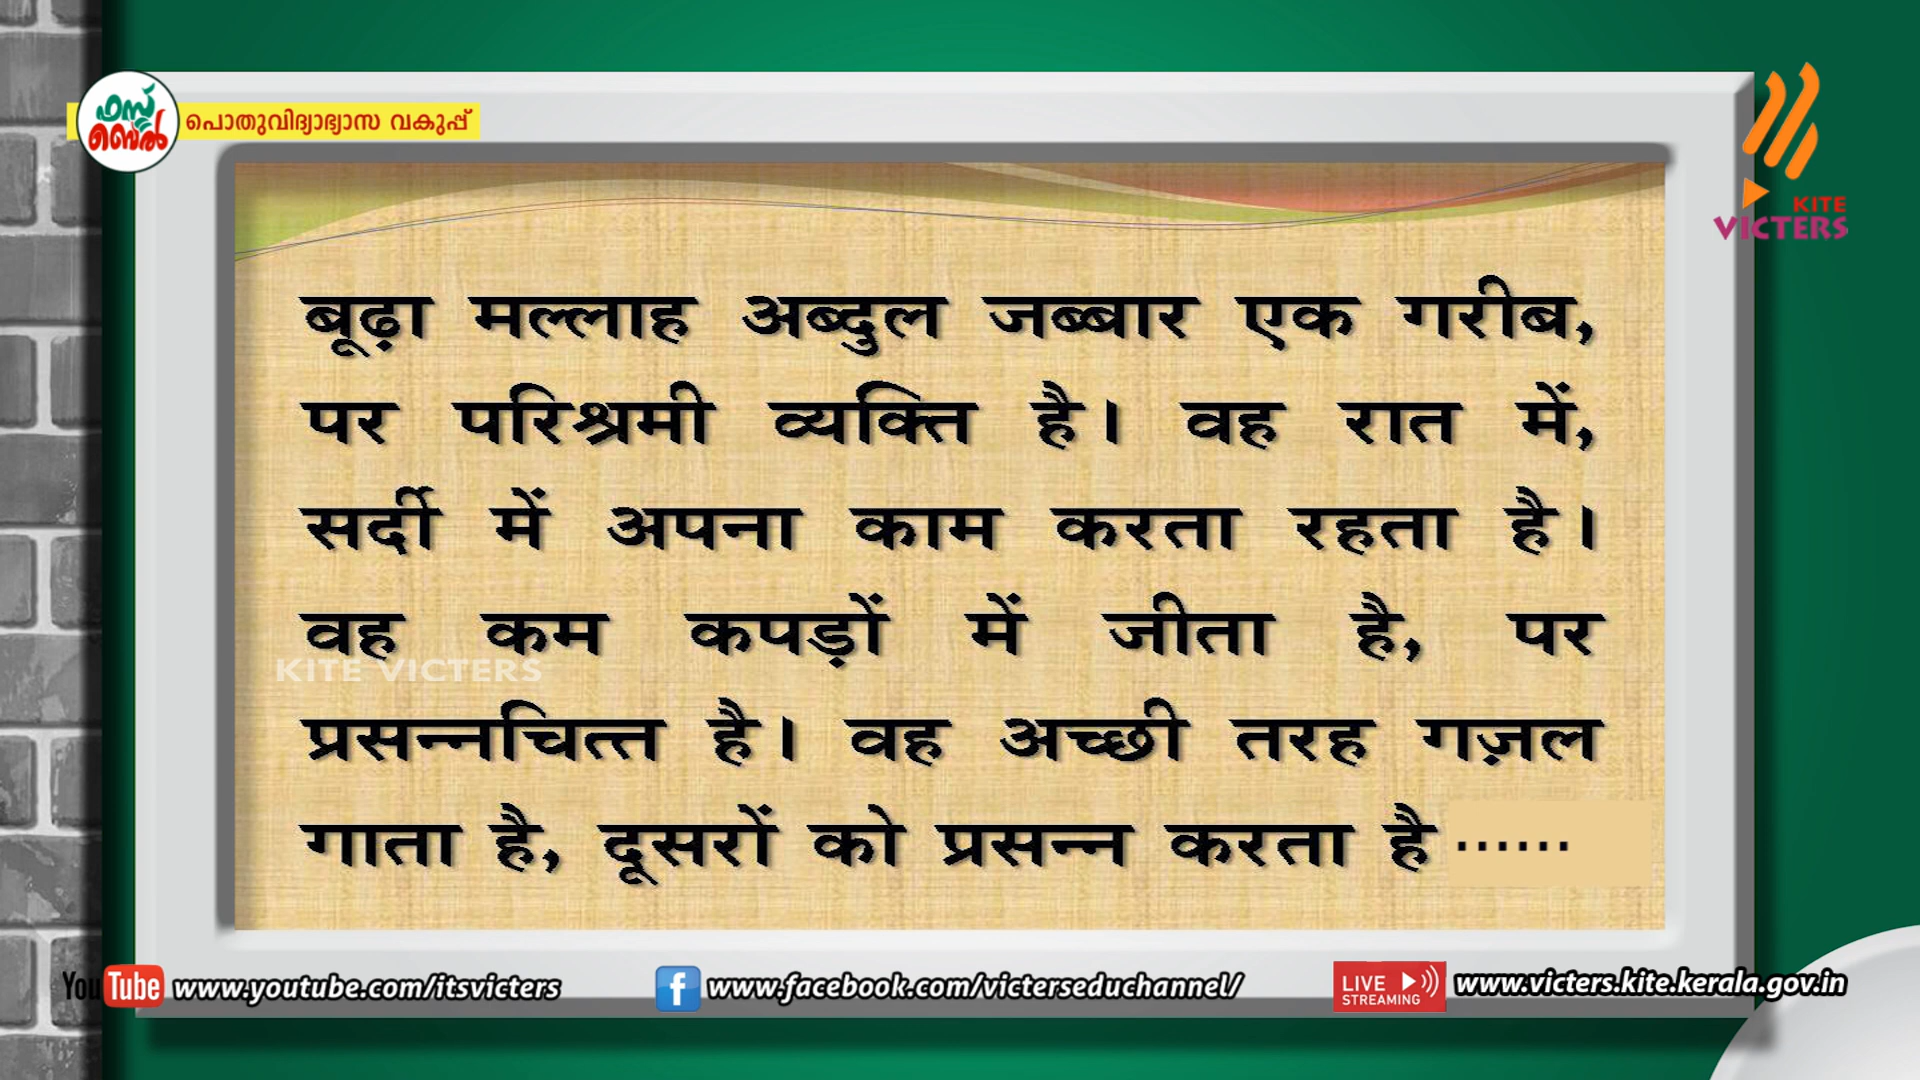 ഫസ്റ്റ്
ബെൽ
പൊതുവിദ്യാഭ്യാസ വകുപ്പ്
KITE
VICTERS
बूढ़ा मल्लाह अब्दुल जब्बार एक गरीब,
पर परिश्रमी व्यक्ति है। वह रात में,
सर्दी में अपना काम करता रहता है।
वह कम कपड़ों में जीता है, पर
KITE VICTERS
प्रसन्नचित्त है। वह अच्छी तरह गज़ल
गाता है, दूसरों को प्रसन्न करता है ......
YouTube www.youtube.com/itsvicters
f www.facebook.com/victerseduchannel/
LIVE STREAMING www.victers.kite.kerala.gov.in